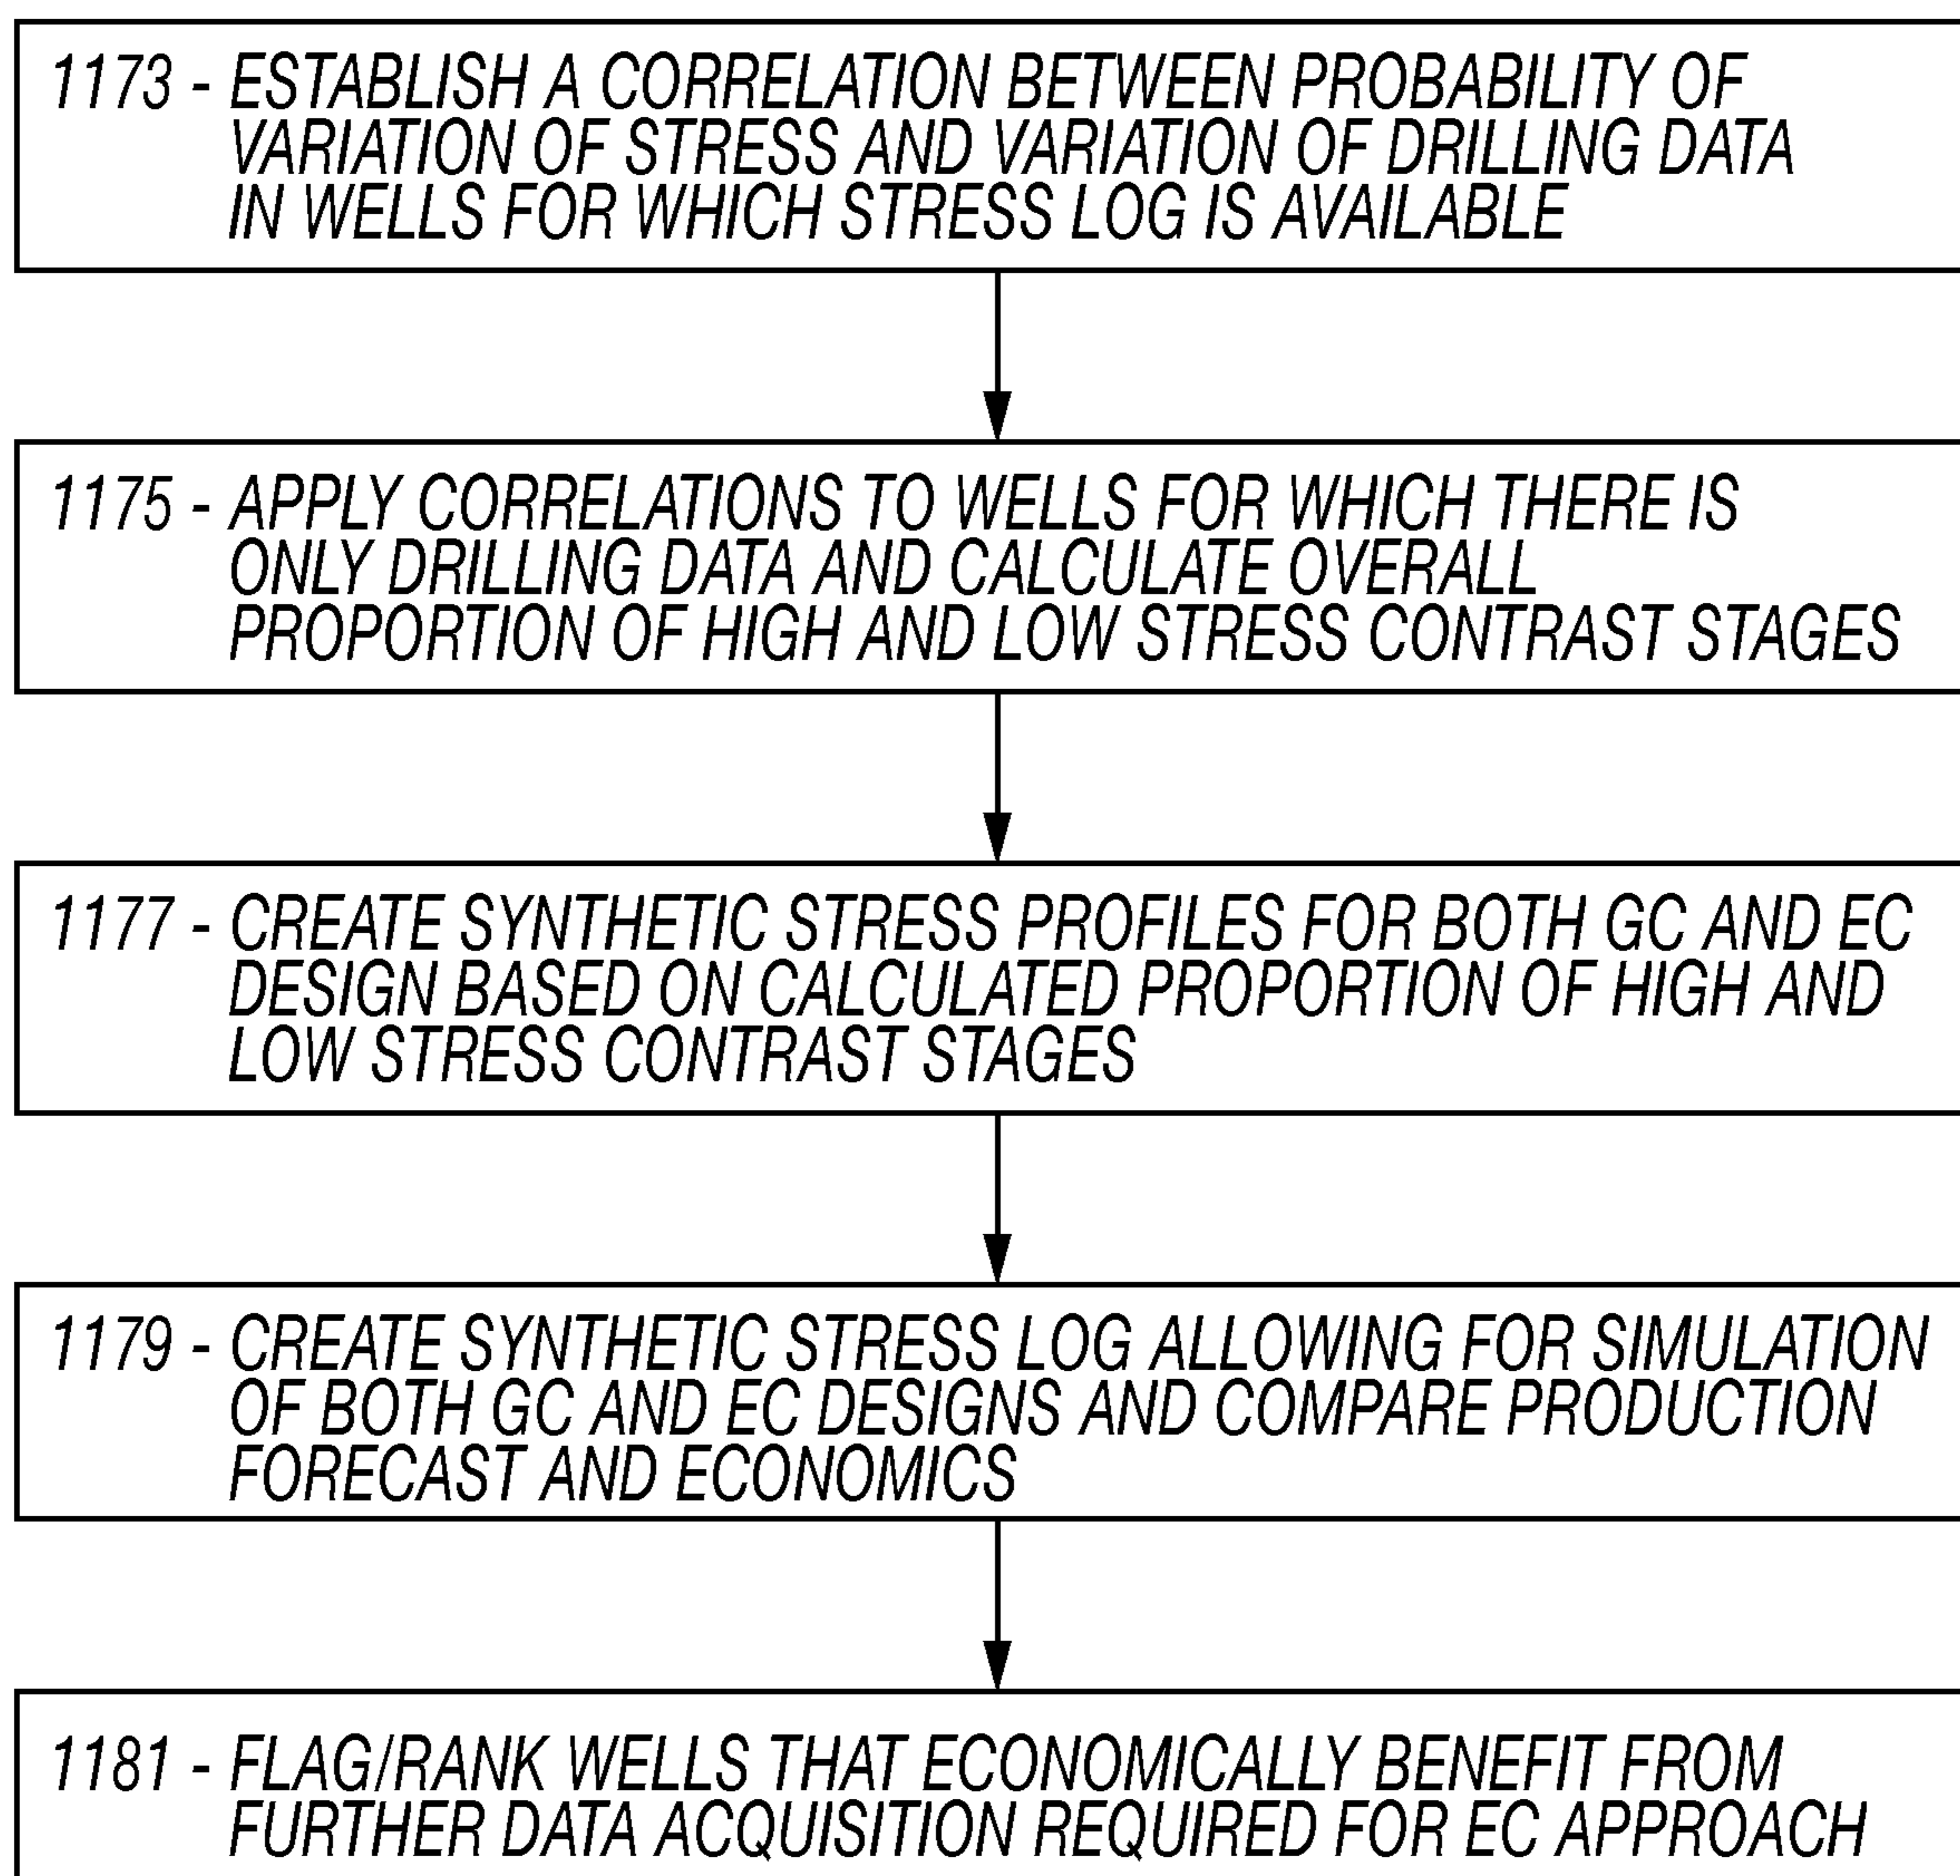 1173 - ESTABLISH A CORRELATION BETWEEN PROBABILITY OF
VARIATION OF STRESS AND VARIATION OF DRILLING DATA
IN WELLS FOR WHICH STRESS LOG IS AVAILABLE
1175 - APPLY CORRELATIONS TO WELLS FOR WHICH THERE IS
ONLY DRILLING DATA AND CALCULATE OVERALL
PROPORTION OF HIGH AND LOW STRESS CONTRAST STAGES
1177 - CREATE SYNTHETIC STRESS PROFILES FOR BOTH GC AND EC
DESIGN BASED ON CALCULATED PROPORTION OF HIGH AND
LOW STRESS CONTRAST STAGES
1179 - CREATE SYNTHETIC STRESS LOG ALLOWING FOR SIMULATION
OF BOTH GC AND EC DESIGNS AND COMPARE PRODUCTION
FORECAST AND ECONOMICS
1181 - FLAG/RANK WELLS THAT ECONOMICALLY BENEFIT FROM
FURTHER DATA ACQUISITION REQUIRED FOR EC APPROACH